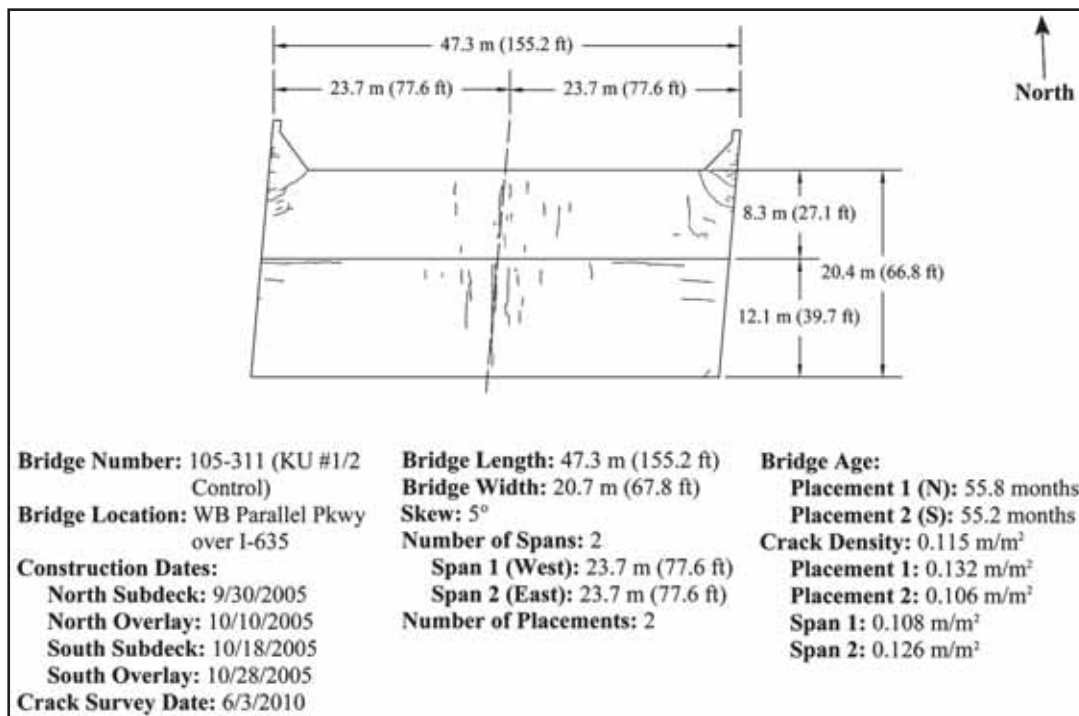 47.3 m (155.2 ft)
23.7 m (77.6 ft)
23.7 m (77.6 ft)
North
8.3 m (27.1 ft)
20.4 m (66.8 ft)
12.1 m (39.7 ft)
Bridge Number: 105-311 (KU #1/2
Control)
Bridge Location: WB Parallel Pkwy
over I-635
Construction Dates:
North Subdeck: 9/30/2005
North Overlay: 10/10/2005
South Subdeck: 10/18/2005
South Overlay: 10/28/2005
Crack Survey Date: 6/3/2010
Bridge Length: 47.3 m (155.2 ft)
Bridge Width: 20.7 m (67.8 ft)
Skew: 5°
Number of Spans: 2
Span 1 (West): 23.7 m (77.6 ft)
Span 2 (East): 23.7 m (77.6 ft)
Number of Placements: 2
Bridge Age:
Placement 1 (N): 55.8 months
Placement 2 (S): 55.2 months
Crack Density: 0.115 m/m²
Placement 1: 0.132 m/m²
Placement 2: 0.106 m/m²
Span 1: 0.108 m/m²
Span 2: 0.126 m/m²